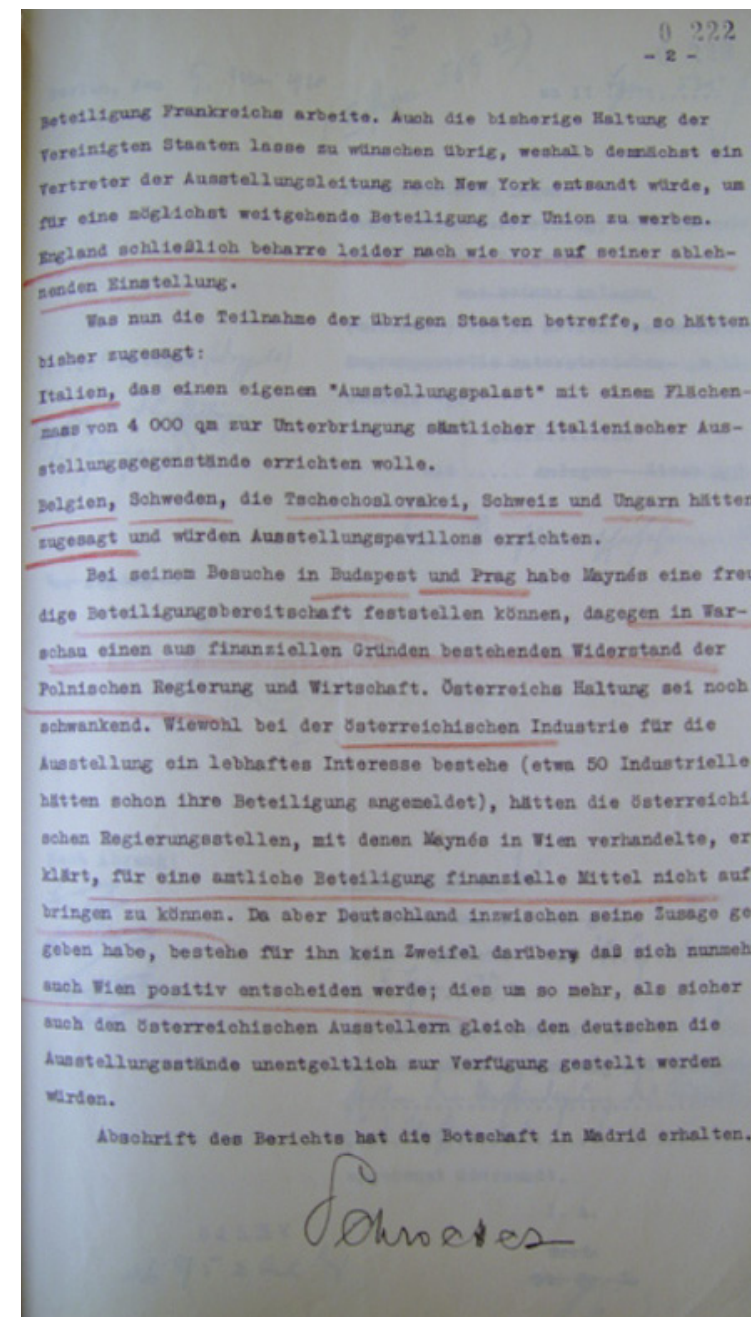 0 222
- 2 -
Beteiligung Frankreichs arbeite. Auch die bisherige Haltung der
Vereinigten Staaten lasse zu wünschen übrig, weshalb demnächst ein
Vertreter der Ausstellungsleitung nach New York entsandt würde, um
für eine möglichst weitgehende Beteiligung der Union zu werben.
England schließlich beharre leider nach wie vor auf seiner ableh-
nenden Einstellung.
Was nun die Teilnahme der übrigen Staaten betreffe, so hätten
bisher zugesagt:
Italien, das einen eigenen "Ausstellungspalast" mit einem Flächen-
mass von 4 000 qm zur Unterbringung sämtlicher italienischer Aus-
stellungsgegenstände errichten wolle.
Belgien, Schweden, die Tschechoslovakei, Schweiz und Ungarn hätten
zugesagt und würden Ausstellungspavillons errichten.
Bei seinem Besuche in Budapest und Prag habe Maynés eine freu
dige Beteiligungsbereitschaft feststellen können, dagegen in War-
schau einen aus finanziellen Gründen bestehenden Widerstand der
Polnischen Regierung und Wirtschaft. Österreichs Haltung sei noch
schwankend. Wiewohl bei der österreichischen Industrie für die
Ausstellung ein lebhaftes Interesse bestehe (etwa 50 Industrielle
hätten schon ihre Beteiligung angemeldet), hätten die österreichi
schen Regierungsstellen, mit denen Maynés in Wien verhandelte, er
klärt, für eine amtliche Beteiligung finanzielle Mittel nicht auf
bringen zu können. Da aber Deutschland inzwischen seine Zusage ge
geben habe, bestehe für ihn kein Zweifel darüber, daß sich nunmeh
auch Wien positiv entscheiden werde; dies um so mehr, als sicher
auch den österreichischen Ausstellern gleich den deutschen die
Ausstellungsstände unentgeltlich zur Verfügung gestellt werden
würden.
Abschrift des Berichts hat die Botschaft in Madrid erhalten.